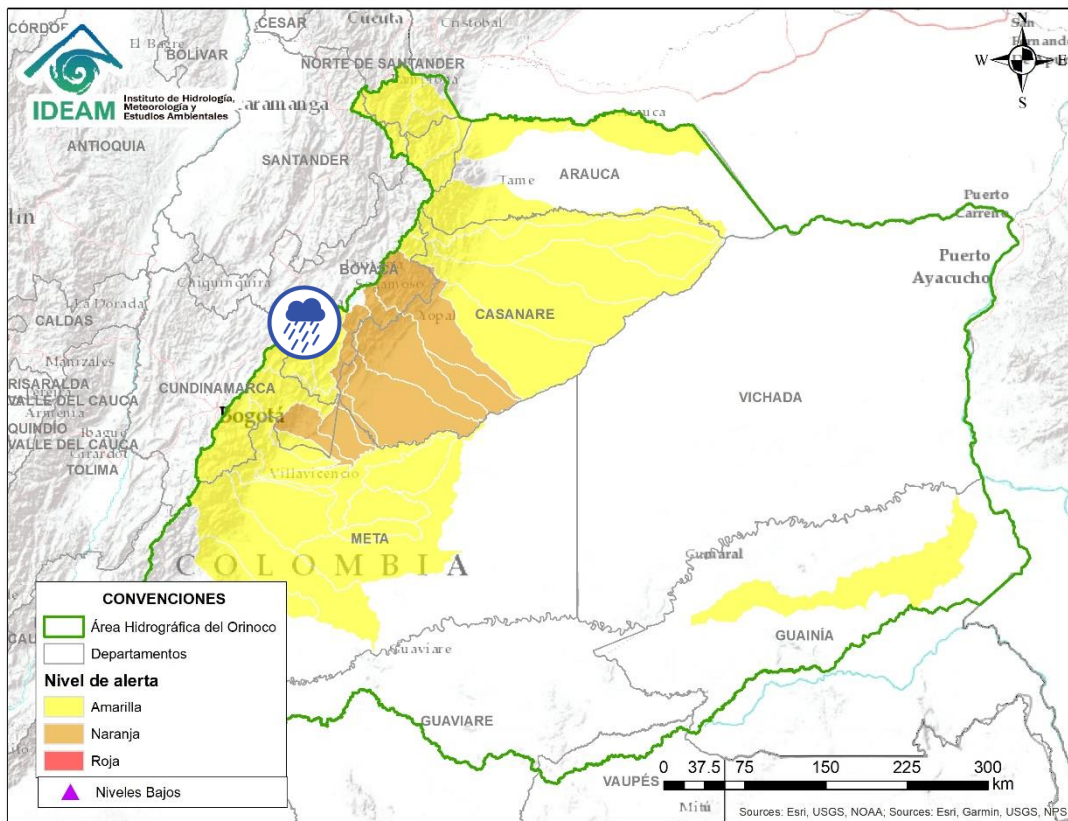 IDEAM
Instituto de Hidrología,
Meteorología y
Estudios Ambientales
CESAR
Cucuta
Cristobal
San
Fernando
El Bagre
BOLÍVAR
NORTE DE SANTANDER
N
W
E
S
ANTIOQUIA
SANTANDER
Arauca
ARAUCA
Tame
Puerto
Carreño
Puerto
Ayacucho
BOYACÁ
Chiquinquirá
Yopal
CASANARE
La Dorada
CALDAS
Manizales
RISARALDA
VALLE DEL CAUCA
Armenia
QUINDÍO
VALLE DEL CAUCA
Ibagué
Girardot
TOLIMA
CUNDINAMARCA
Bogotá
VICHADA
Villavicencio
META
COLOMBIA
GUAINÍA
Guaviare
GUAVIARE
VAUPÉS
Mitú
CONVENCIONES
Área Hidrográfica del Orinoco
Departamentos
Nivel de alerta
Amarilla
Naranja
Roja
Niveles Bajos
0 37.5 75 150 225 300
km
Sources: Esri, USGS, NOAA; Sources: Esri, Garmin, USGS, NPS